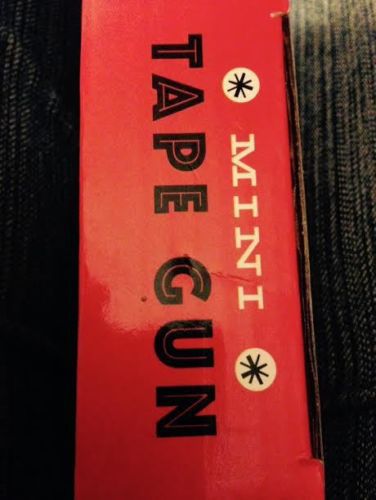 * MINI *
TAPE GUN